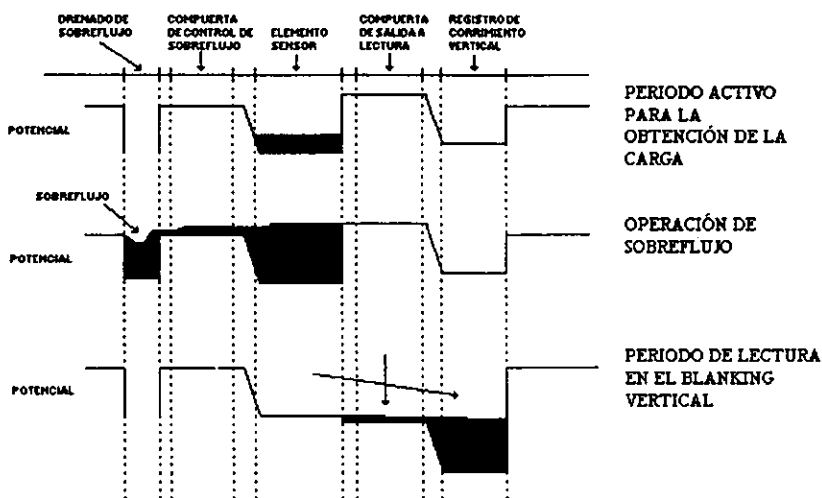 DRENADO DE
SOBREFLUJO
COMPUERTA
DE CONTROL DE
SOBREFLUJO
ELEMENTO
SENSOR
COMPUERTA
DE SALIDA A
LECTURA
REGISTRO DE
CORRIMIENTO
VERTICAL
POTENCIAL
PERIODO ACTIVO
PARA LA
OBTENCIÓN DE LA
CARGA
SOBREFLUJO
POTENCIAL
OPERACIÓN DE
SOBREFLUJO
POTENCIAL
PERIODO DE LECTURA
EN EL BLANKING
VERTICAL